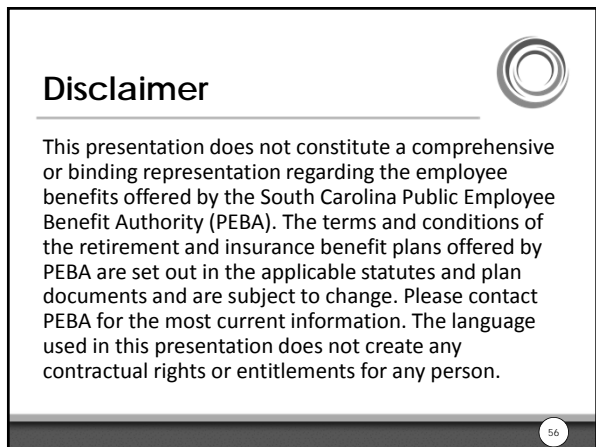 Disclaimer
This presentation does not constitute a comprehensive
or binding representation regarding the employee
benefits offered by the South Carolina Public Employee
Benefit Authority (PEBA). The terms and conditions of
the retirement and insurance benefit plans offered by
PEBA are set out in the applicable statutes and plan
documents and are subject to change. Please contact
PEBA for the most current information. The language
used in this presentation does not create any
contractual rights or entitlements for any person.
56